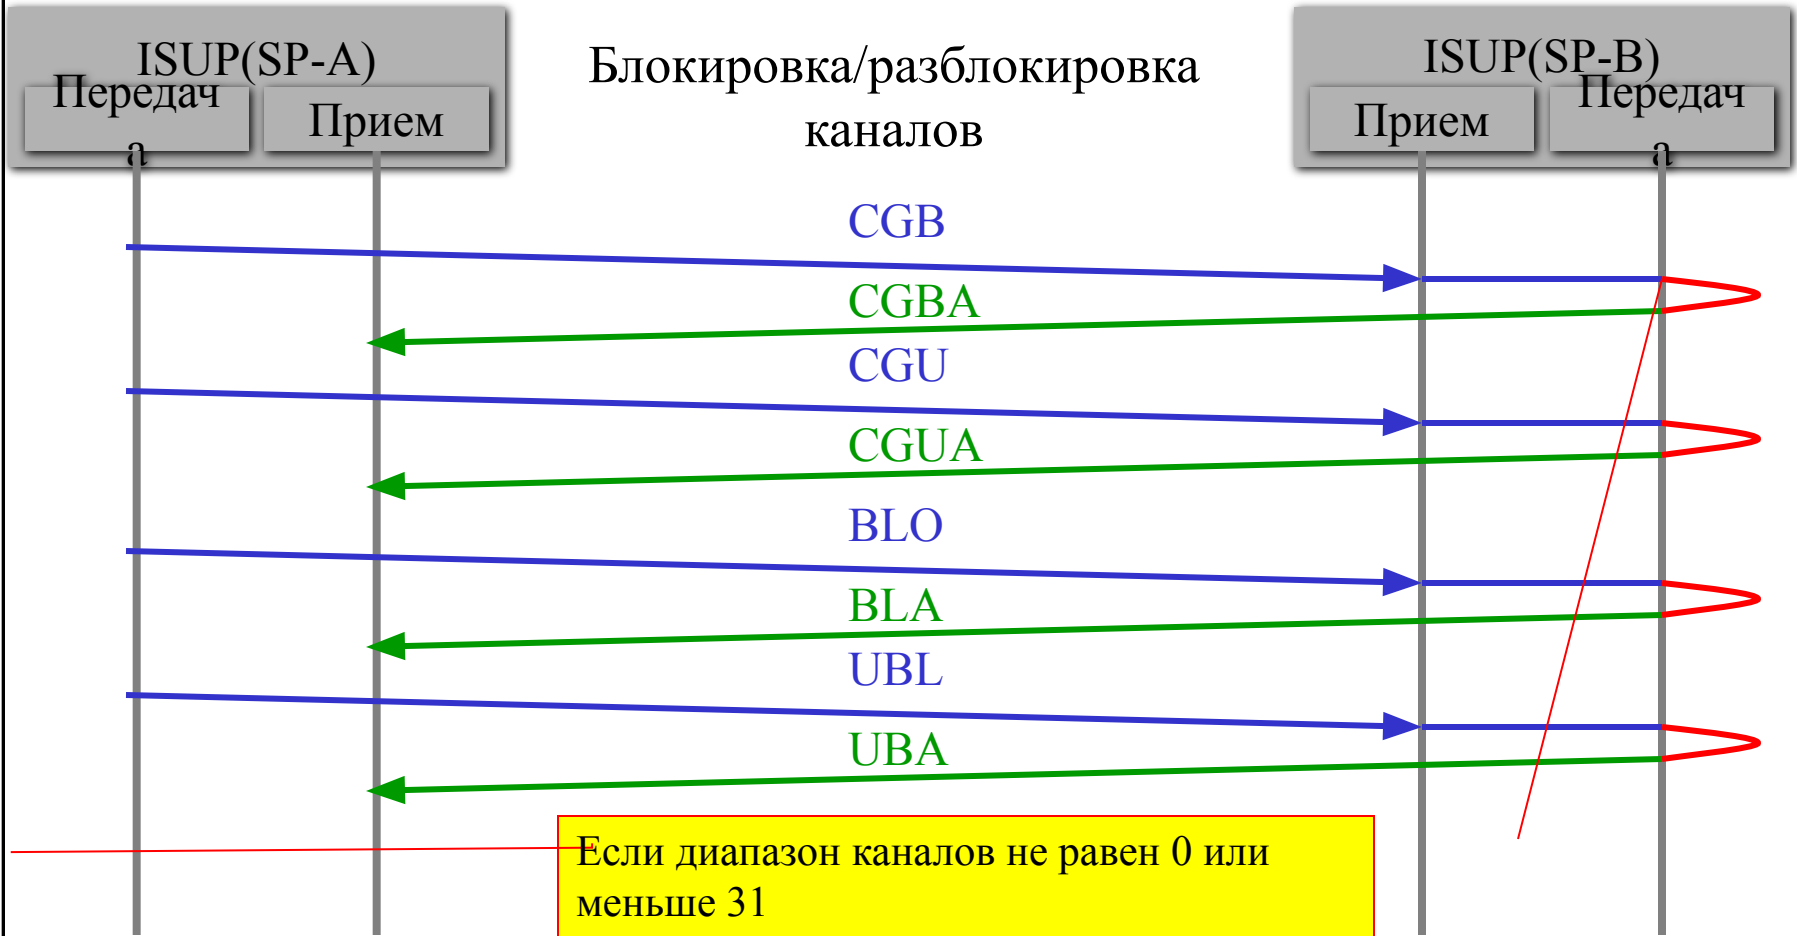 ISUP(SP-A)
Передач
а
Прием
Блокировка/разблокировка
каналов
ISUP(SP-B)
Прием
Передач
а
CGB
CGBA
CGU
CGUA
BLO
BLA
UBL
UBA
Если диапазон каналов не равен 0 или
меньше 31